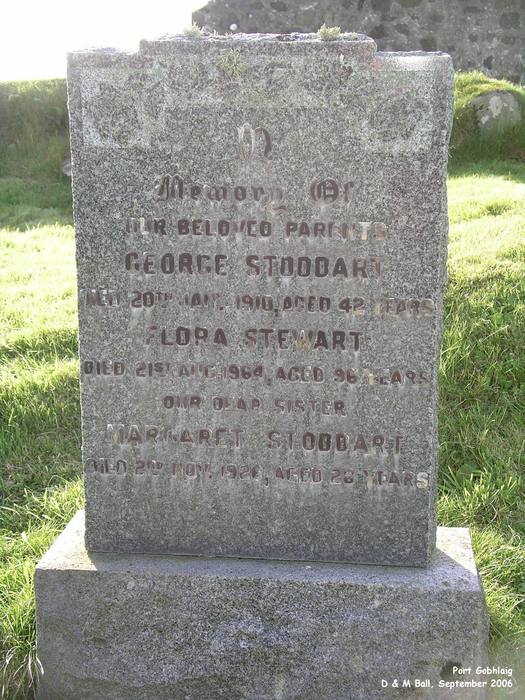 In
Memory Of
OUR BELOVED PARENTS
GEORGE STODDART
DIED 20TH JAN. 1910, AGED 42 YEARS
FLORA STEWART
DIED 21ST AUG. 1964, AGED 96 YEARS
OUR DEAR SISTER
MARGARET STODDART
DIED 2ND NOV. 1926, AGED 26 YEARS
Port Gobhlaig
D & M Ball, September 2006